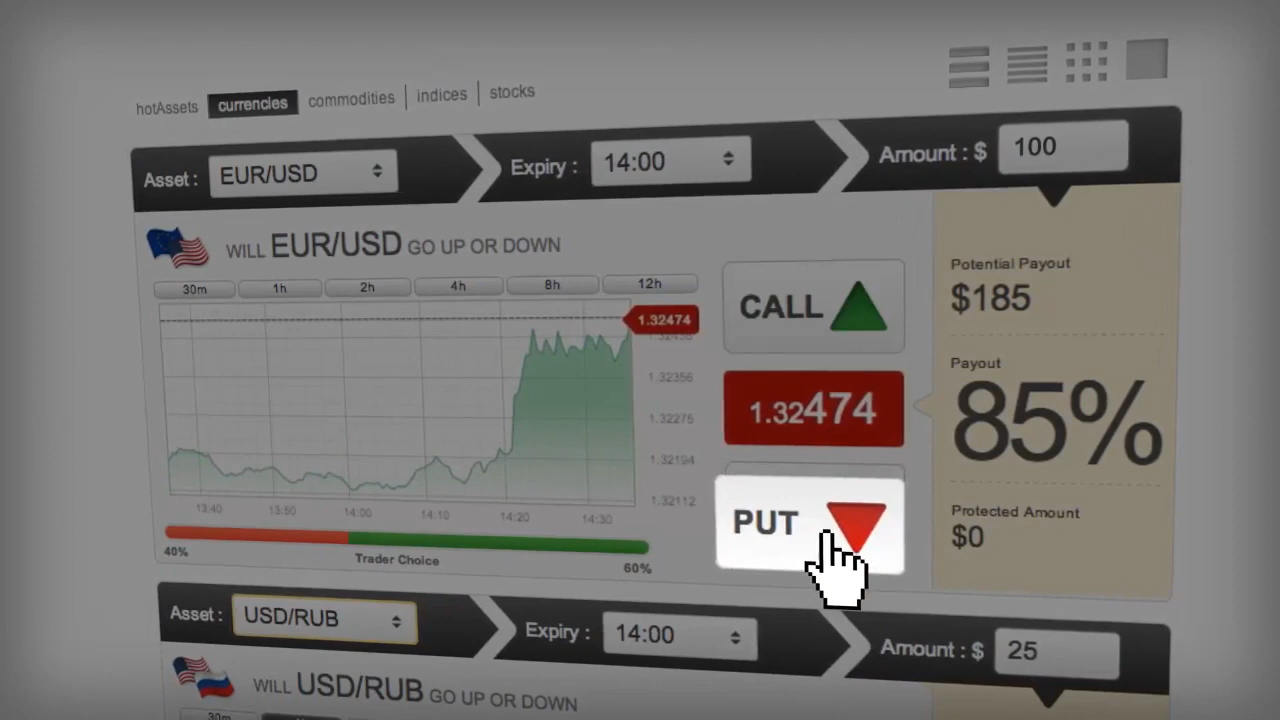 hotAssets currencies commodities indices stocks
Asset : EUR/USD Expiry : 14:00 Amount : $ 100
WILL EUR/USD GO UP OR DOWN
30m 1h 2h 4h 8h 12h
1.32474
1.32356
1.32275
1.32194
1.32112
13:40 13:50 14:00 14:10 14:20 14:30
40% Trader Choice 60%
CALL
1.32474
PUT
Potential Payout
$185
Payout
85%
Protected Amount
$0
Asset : USD/RUB Expiry : 14:00 Amount : $ 25
WILL USD/RUB GO UP OR DOWN
30m